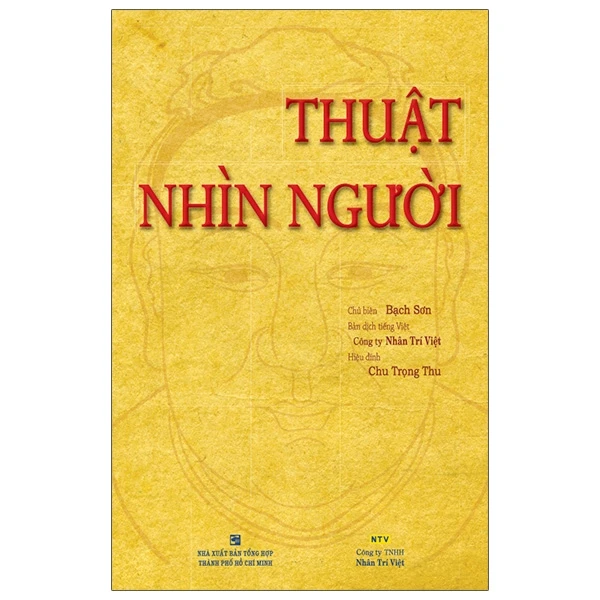 THUẬT
NHÌN NGƯỜI
Chủ biên Bạch Sơn
Bản dịch tiếng Việt
Công ty Nhân Trí Việt
Hiệu đính
Chu Trọng Thu
NHÀ XUẤT BẢN TỔNG HỢP
THÀNH PHỐ HỒ CHÍ MINH
NTV
Công ty TNHH
Nhân Trí Việt